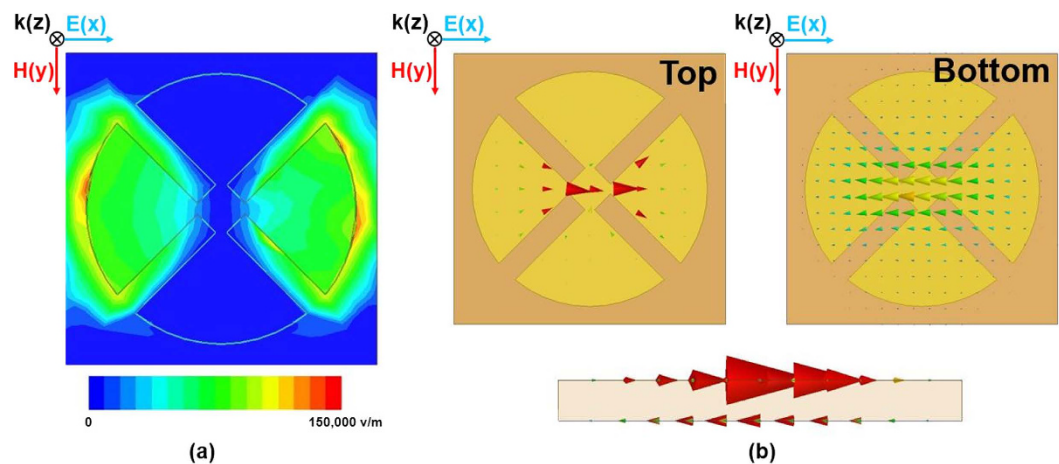 k(z)
E(x)
H(y)
0
150,000 v/m
(a)
k(z)
E(x)
H(y)
Top
k(z)
E(x)
H(y)
Bottom
(b)